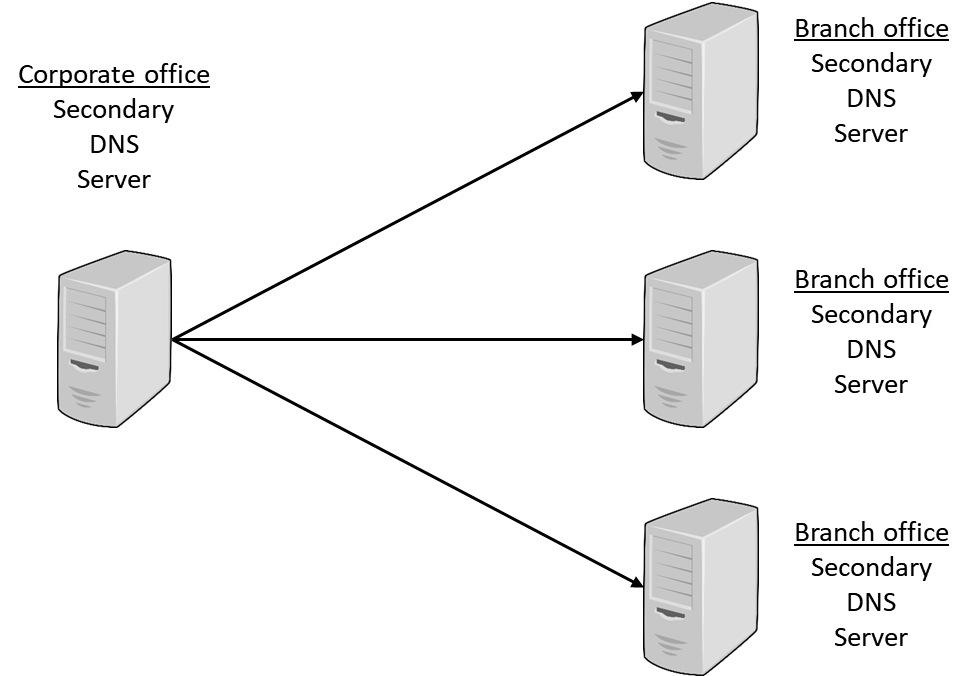 Corporate office
Secondary
DNS
Server
Branch office
Secondary
DNS
Server
Branch office
Secondary
DNS
Server
Branch office
Secondary
DNS
Server